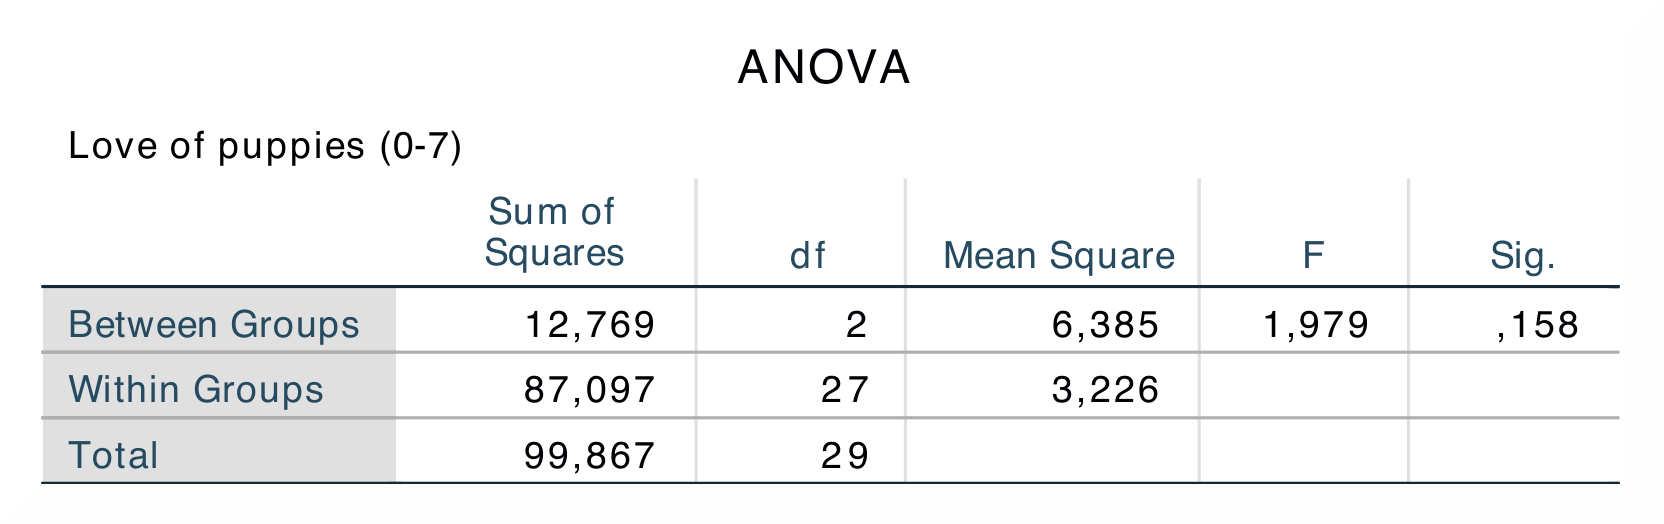 ANOVA
Love of puppies (0-7)
Sum of
Squares df Mean Square F Sig.
Between Groups 12,769 2 6,385 1,979 ,158
Within Groups 87,097 27 3,226
Total 99,867 29